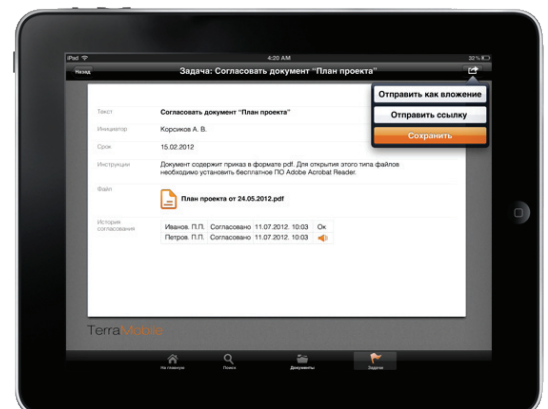 iPad 4:20 AM 32%
Назад Задача: Согласовать документ “План проекта”
Отправить как вложение
Отправить ссылку
Сохранить
Текст Согласовать документ “План проекта”
Инициатор Корсиков А. В.
Срок 15.02.2012
Инструкции Документ содержит приказ в формате pdf. Для открытия этого типа файлов
необходимо установить бесплатное ПО Adobe Acrobat Reader.
Файл План проекта от 24.05.2012.pdf
История
согласования
Иванов. П.П. Согласовано 11.07.2012. 10:03 Ок
Петров. П.П. Согласовано 11.07.2012. 10:03
TerraMobile
На главную Поиск Документы Задачи